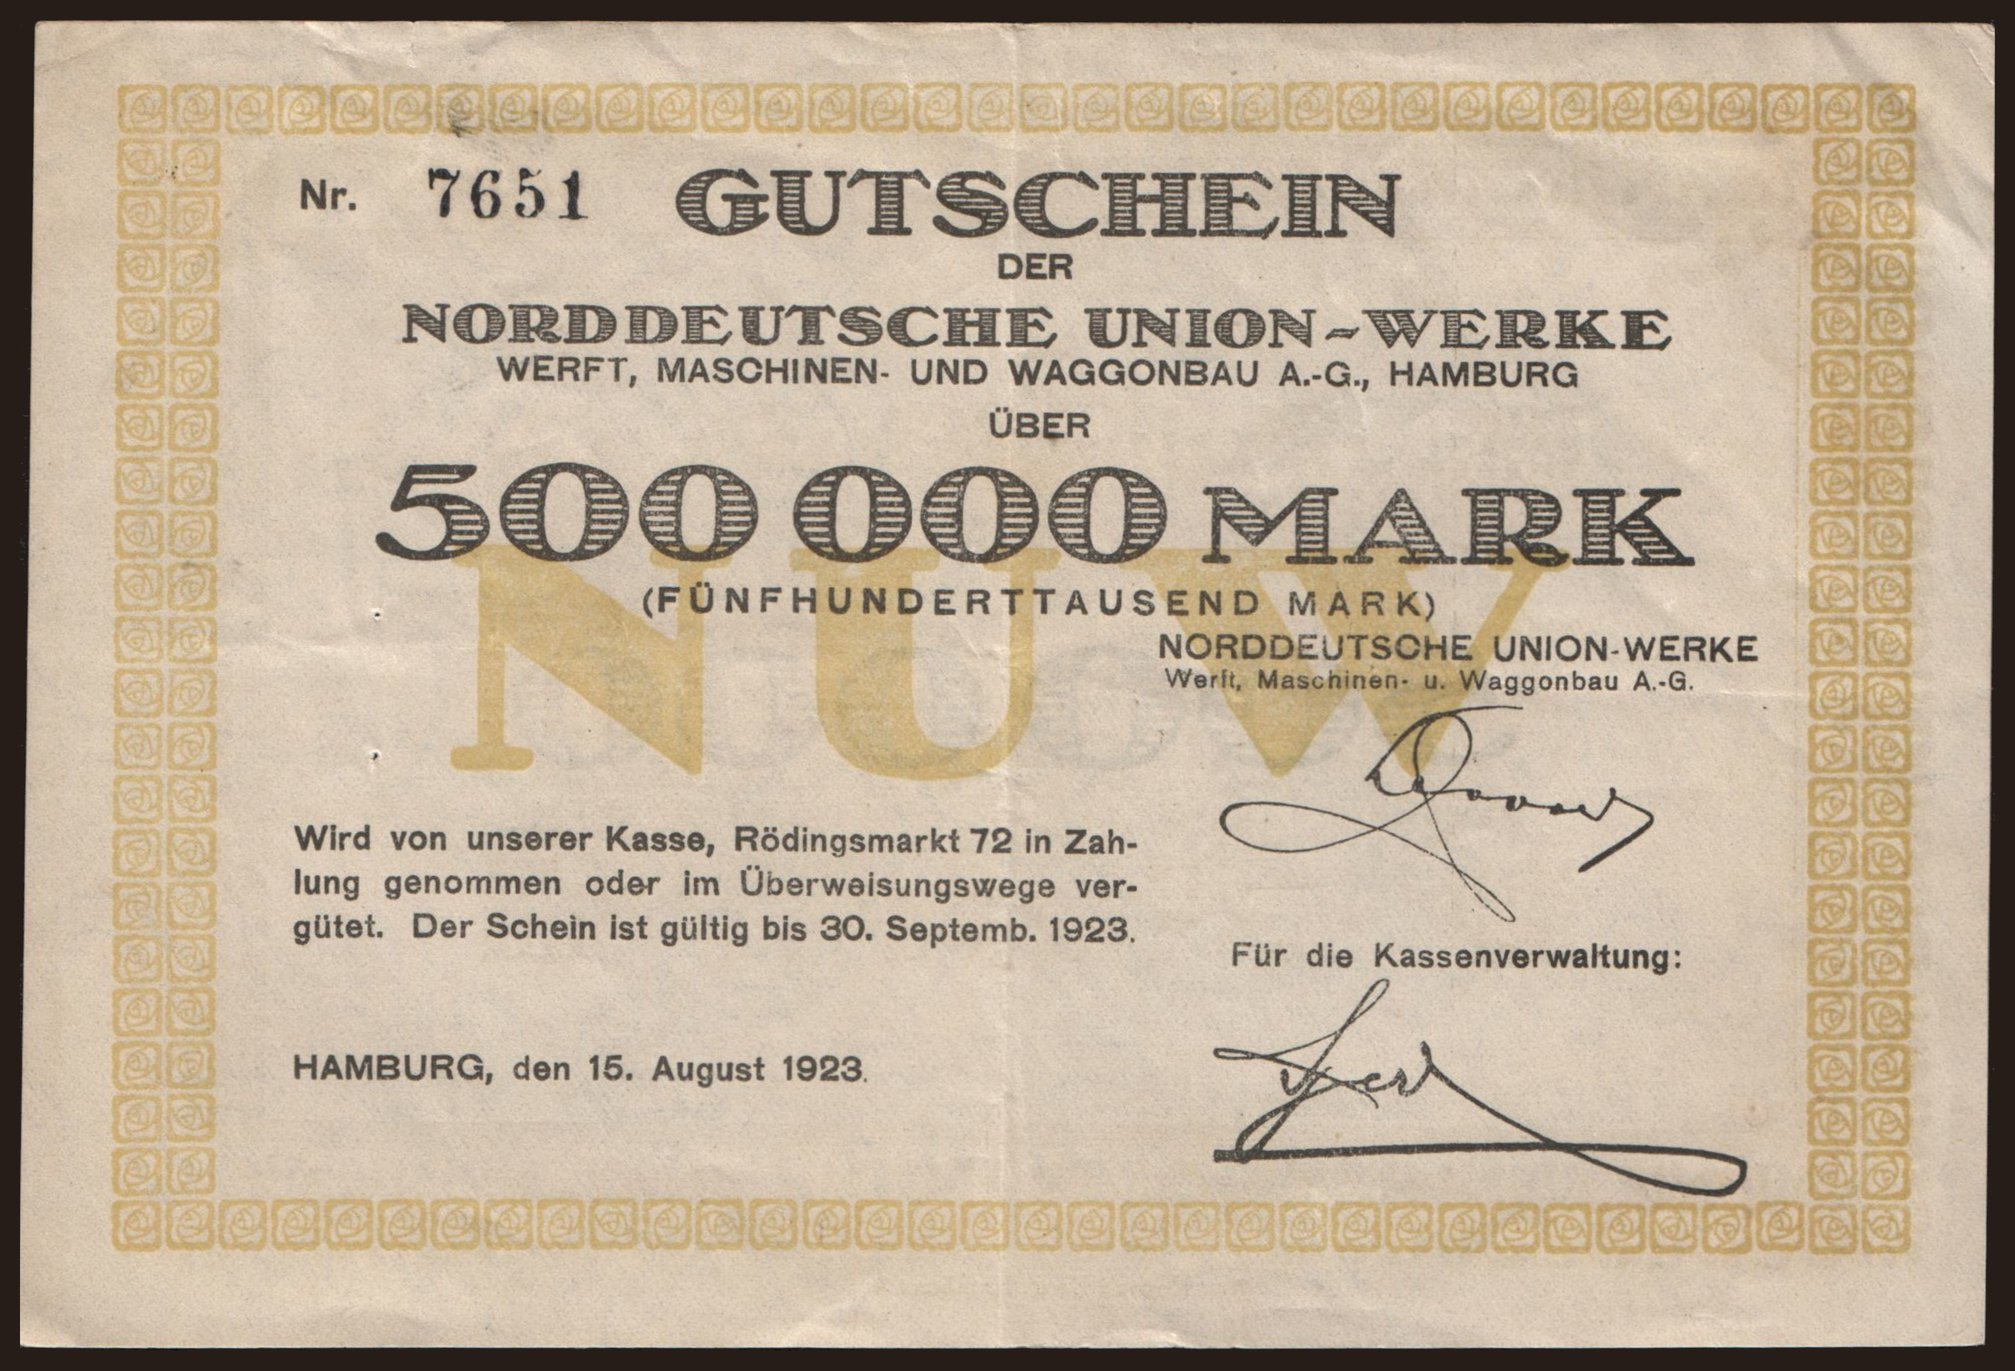 Nr. 7651 GUTSCHEIN
DER
NORDDEUTSCHE UNION-WERKE
WERFT, MASCHINEN- UND WAGGONBAU A.-G., HAMBURG
ÜBER
500 000 MARK
NUW
(FÜNFHUNDERTTAUSEND MARK)
NORDDEUTSCHE UNION-WERKE
Werft, Maschinen- u. Waggonbau A.-G.
Wird von unserer Kasse, Rödingsmarkt 72 in Zah-
lung genommen oder im Überweisungswege ver-
gütet. Der Schein ist gültig bis 30. Septemb. 1923.
Für die Kassenverwaltung:
HAMBURG, den 15. August 1923.